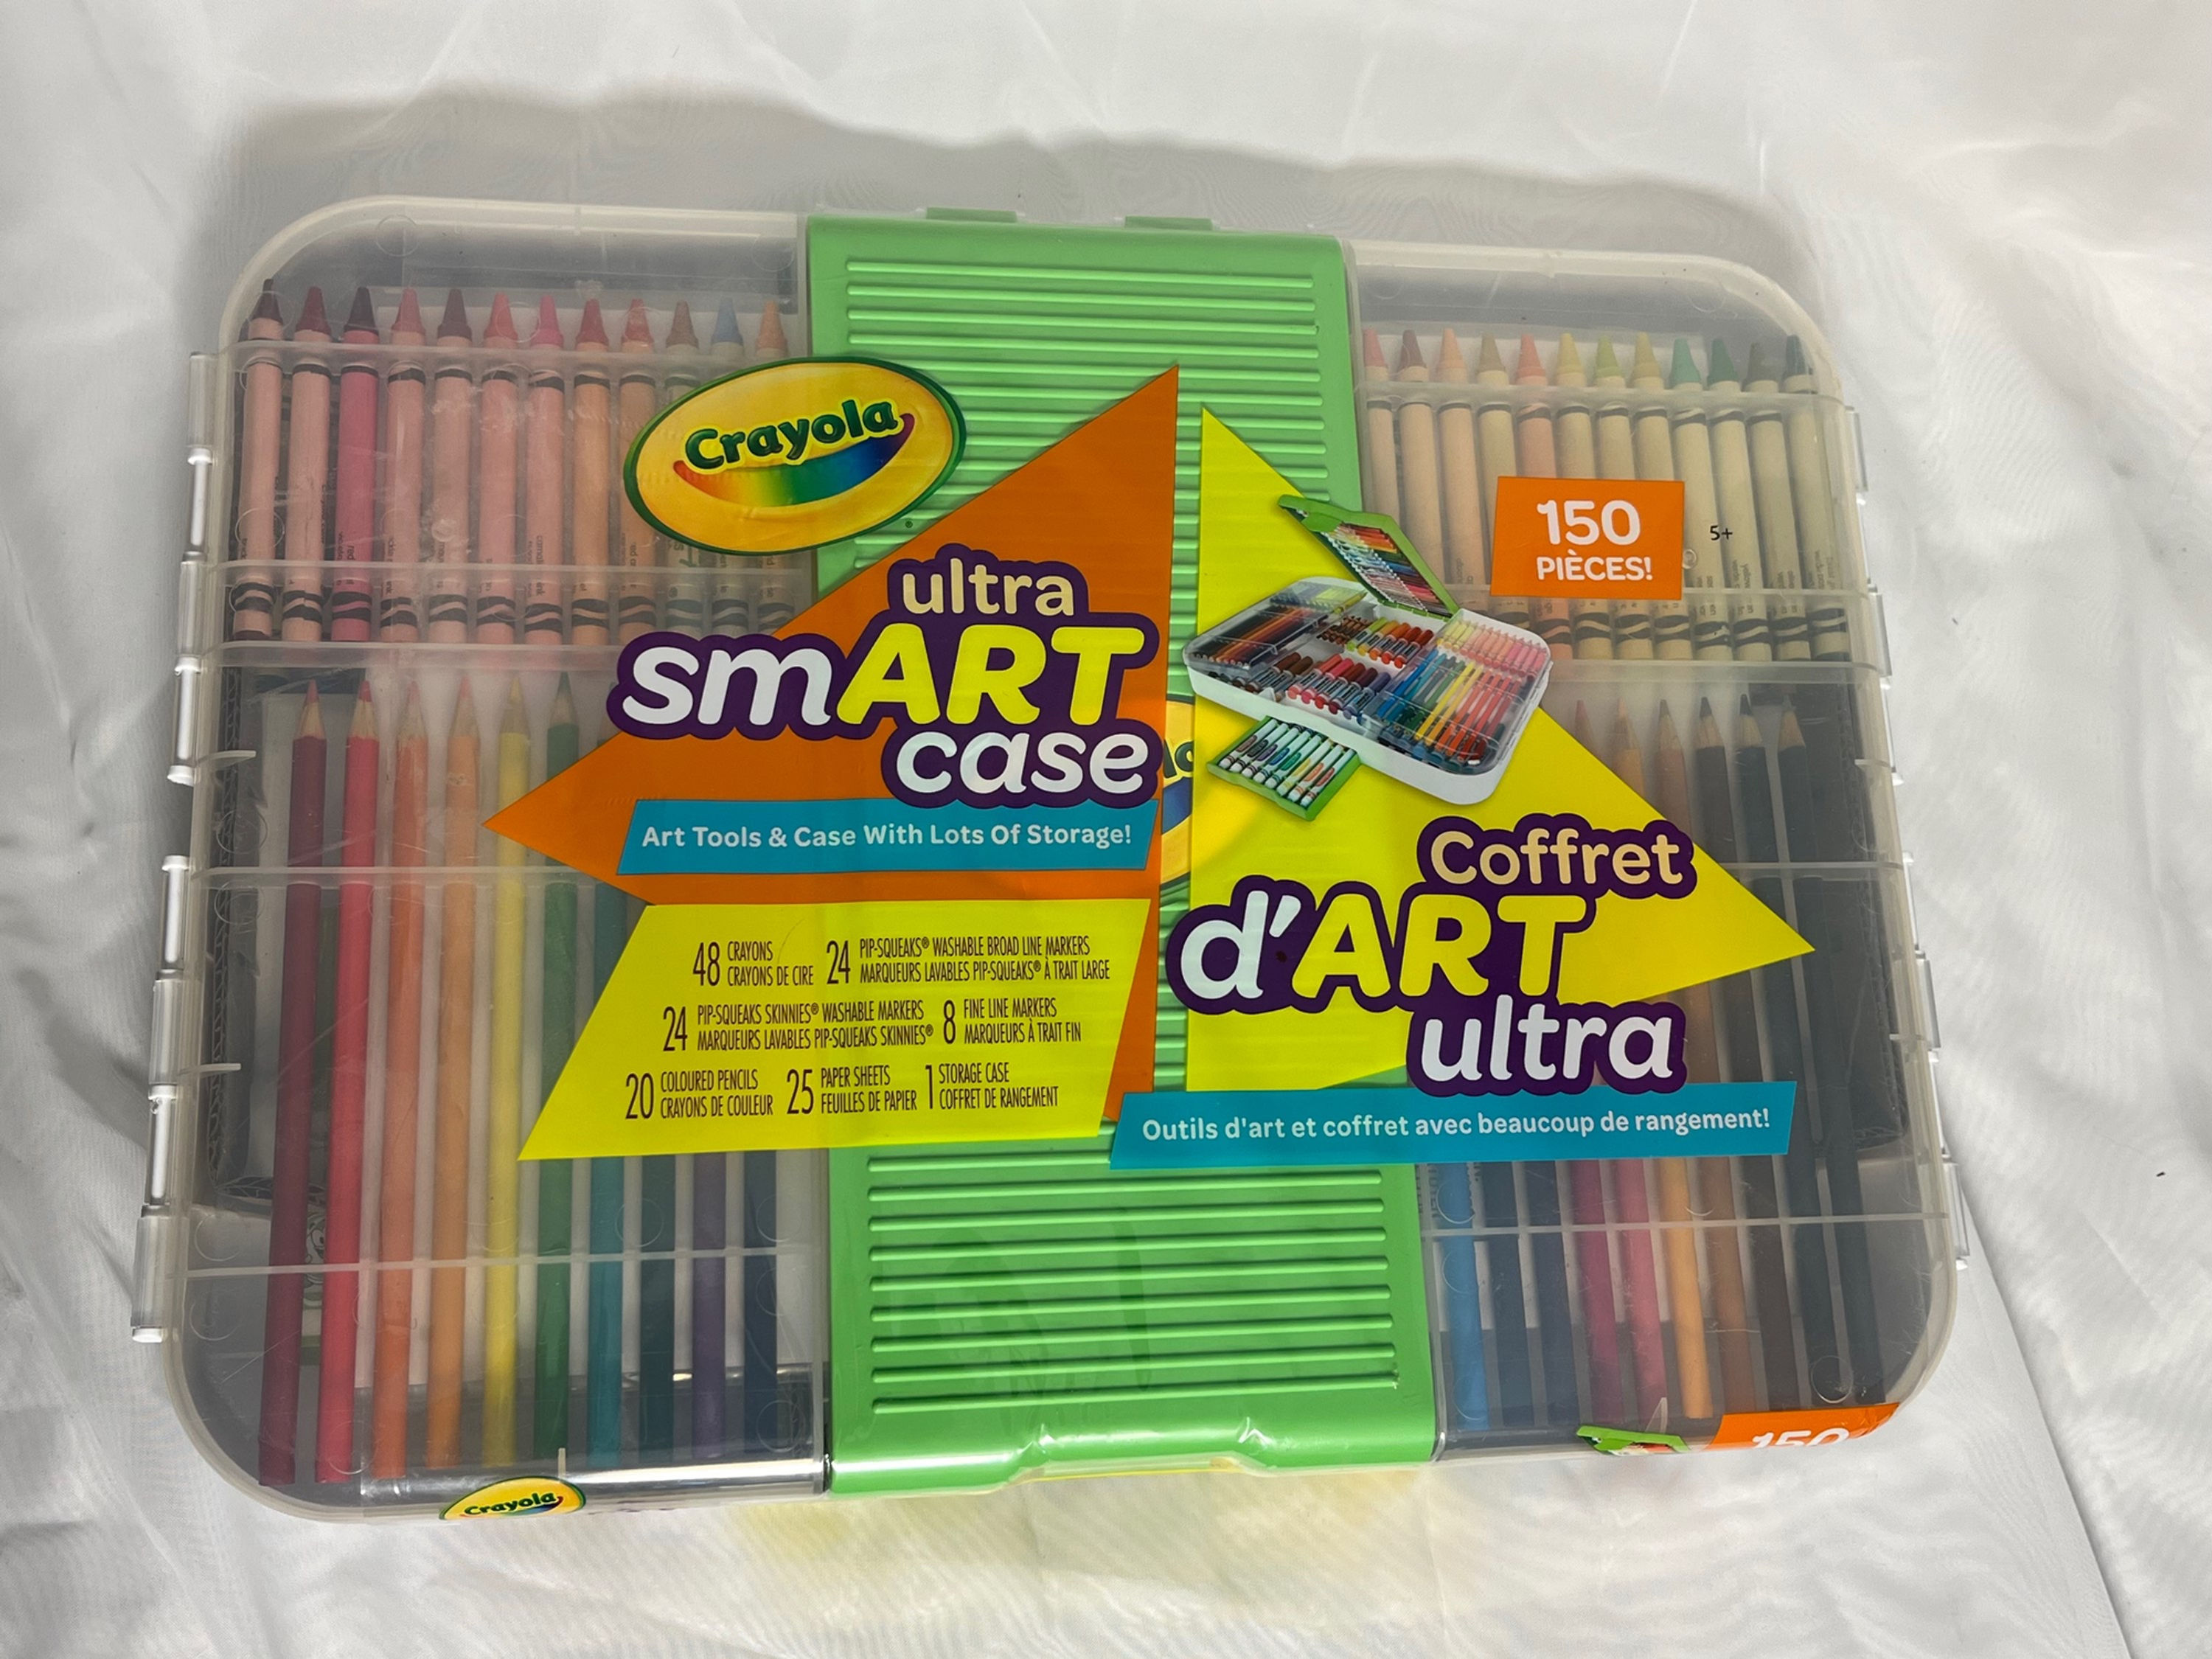 Crayola
ultra
smART
case
Art Tools & Case With Lots Of Storage!
48 CRAYONS
CRAYONS DE CIRE
24 PIP-SQUEAKS® WASHABLE BROAD LINE MARKERS
MARQUEURS LAVABLES PIP-SQUEAKS® À TRAIT LARGE
24 PIP-SQUEAKS SKINNIES® WASHABLE MARKERS
MARQUEURS LAVABLES PIP-SQUEAKS SKINNIES®
8 FINE LINE MARKERS
MARQUEURS À TRAIT FIN
20 COLOURED PENCILS
CRAYONS DE COULEUR
25 PAPER SHEETS
FEUILLES DE PAPIER
1 STORAGE CASE
COFFRET DE RANGEMENT
150
PIÈCES!
5+
Coffret
d'ART
ultra
Outils d'art et coffret avec beaucoup de rangement!
Crayola
150